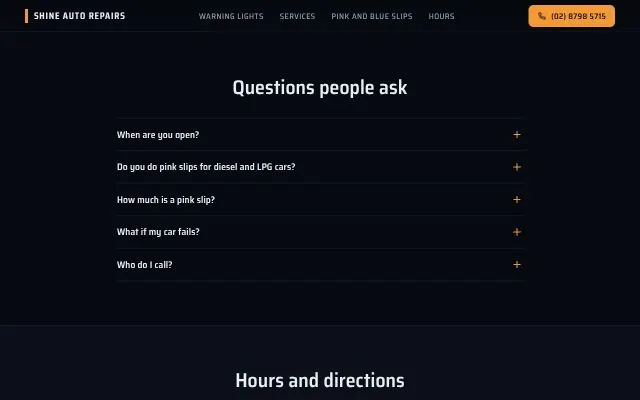 SHINE AUTO REPAIRS
WARNING LIGHTS SERVICES PINK AND BLUE SLIPS HOURS
(02) 8798 5715
Questions people ask
When are you open?
Do you do pink slips for diesel and LPG cars?
How much is a pink slip?
What if my car fails?
Who do I call?
Hours and directions